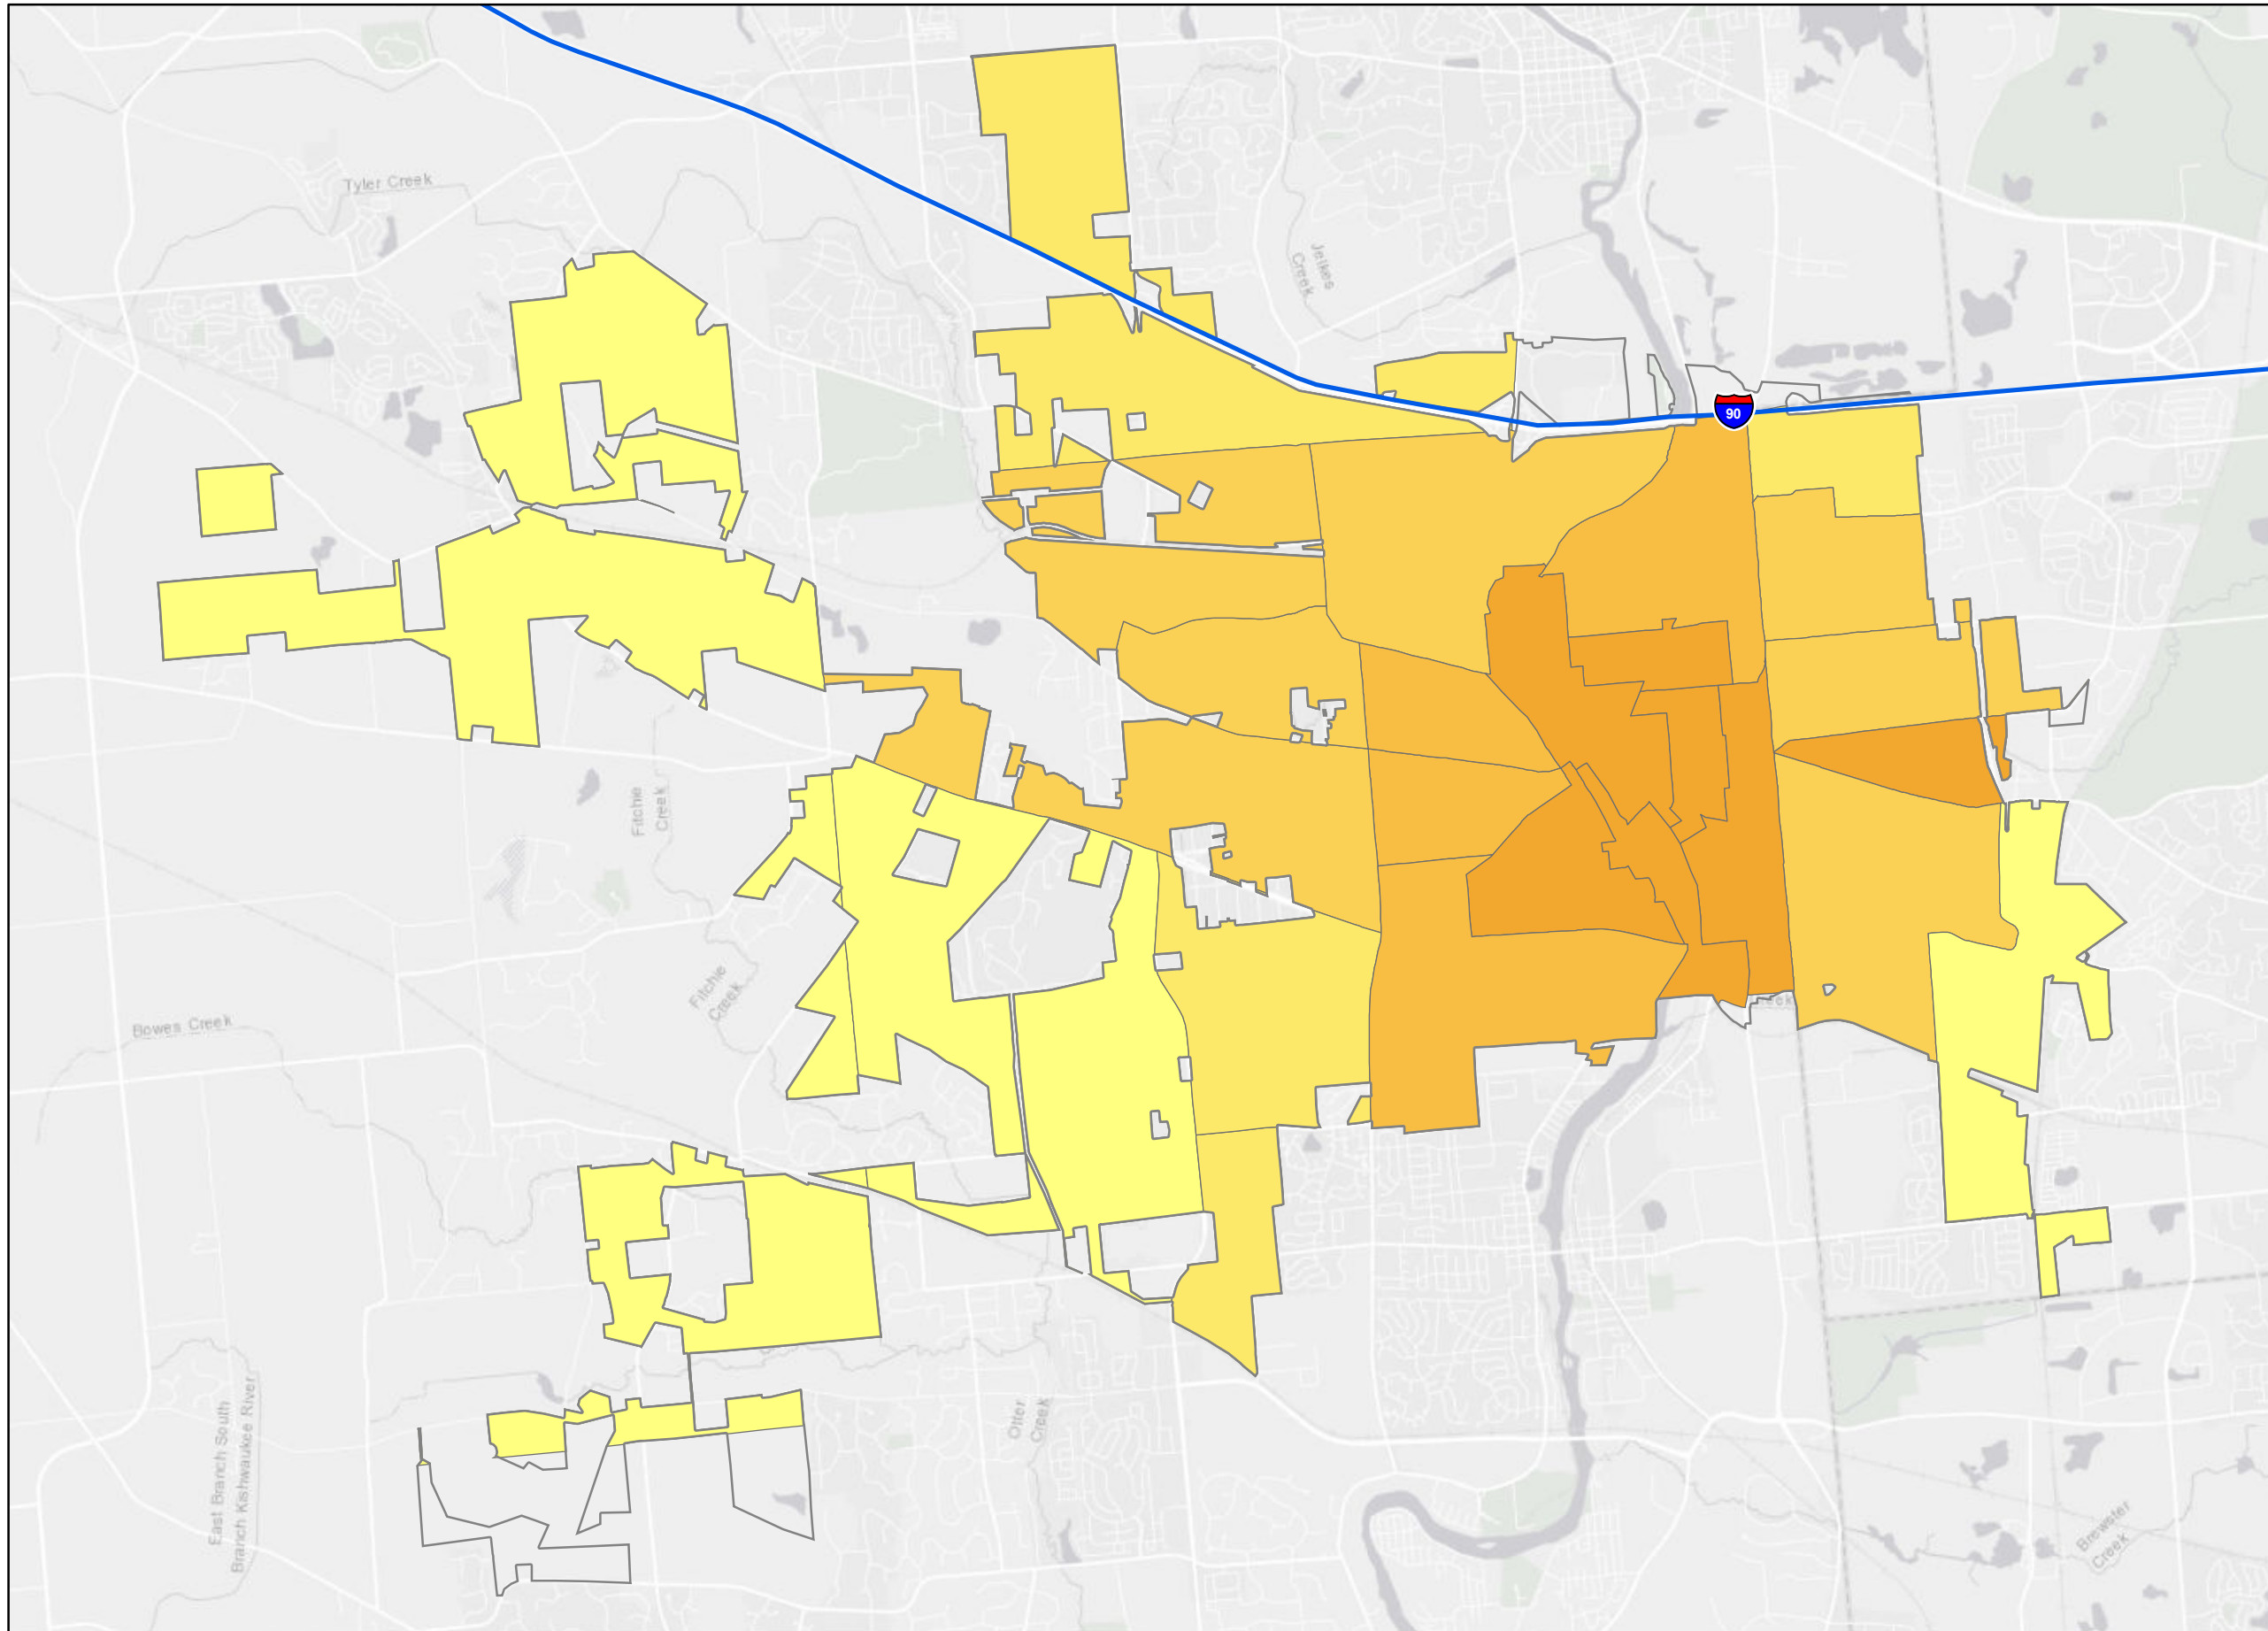 Tyler Creek
Jelkes
Creek
90
Fitchie
Creek
Fitchie
Creek
Bowes Creek
eek
Otter
Creek
East Branch South
Branch Kishwaukee River
Brewster
Creek